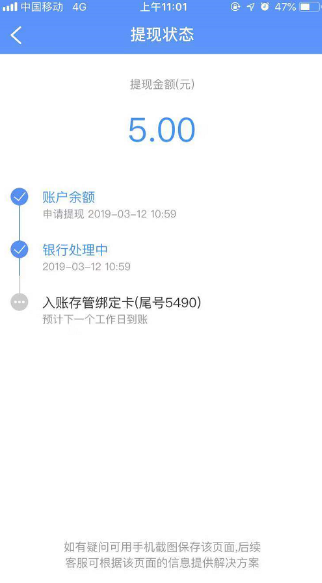 中国移动 4G 上午11:01 47%
提现状态
提现金额(元)
5.00
账户余额
申请提现 2019-03-12 10:59
银行处理中
2019-03-12 10:59
入账存管绑定卡(尾号5490)
预计下一个工作日到账
如有疑问可用手机截图保存该页面,后续
客服可根据该页面的信息提供解决方案